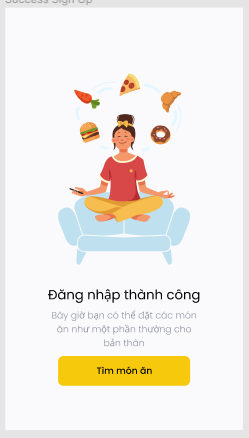 Success Sign Up
Đăng nhập thành công
Bây giờ bạn có thể đặt các món
ăn như một phần thưởng cho
bản thân
Tìm món ăn